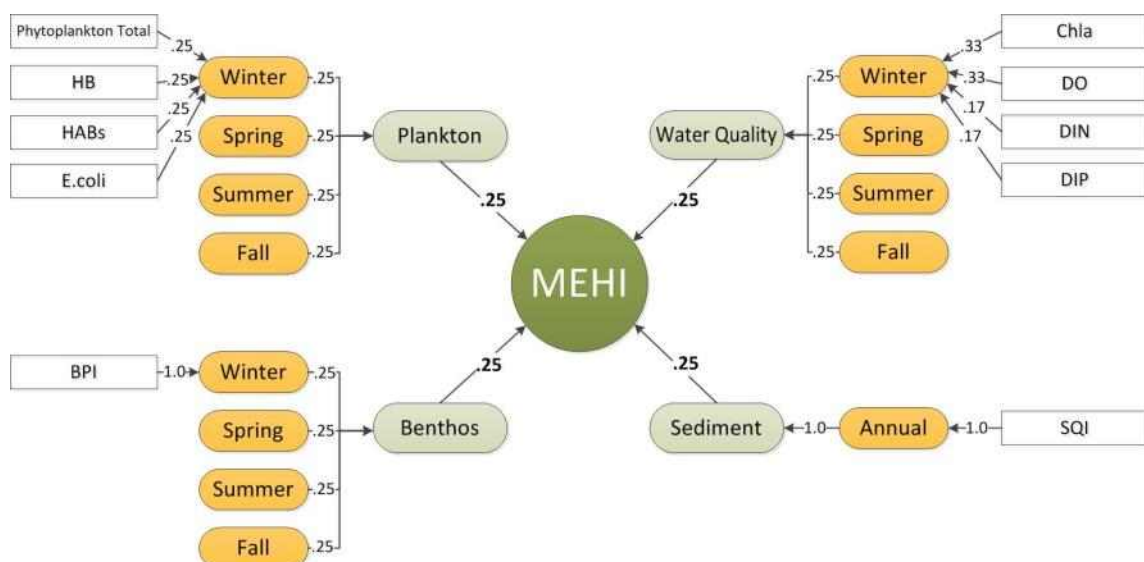 Phytoplankton Total
.25
HB
.25
HABs
.25
E.coli
.25
Winter
.25
Spring
.25
Summer
.25
Fall
.25
Plankton
.25
Chla
.33
DO
.33
DIN
.17
DIP
.17
Winter
.25
Spring
.25
Summer
.25
Fall
.25
Water Quality
.25
MEHI
BPI
1.0
Winter
.25
Spring
.25
Summer
.25
Fall
.25
Benthos
.25
Sediment
.25
1.0
Annual
1.0
SQI